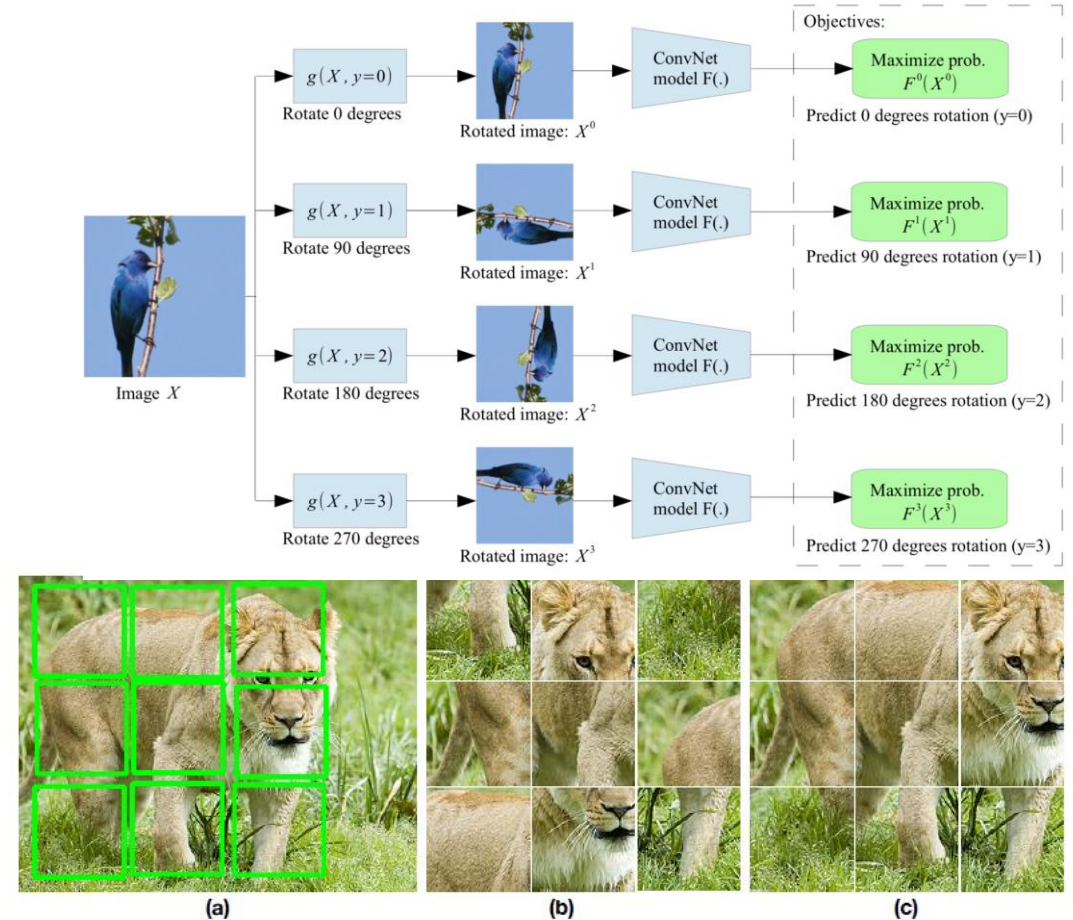 Objectives:
g(X, y=0)
Rotate 0 degrees
Rotated image: X⁰
ConvNet
model F(.)
Maximize prob.
F⁰(X⁰)
Predict 0 degrees rotation (y=0)
g(X, y=1)
Rotate 90 degrees
Rotated image: X¹
ConvNet
model F(.)
Maximize prob.
F¹(X¹)
Predict 90 degrees rotation (y=1)
Image X
g(X, y=2)
Rotate 180 degrees
Rotated image: X²
ConvNet
model F(.)
Maximize prob.
F²(X²)
Predict 180 degrees rotation (y=2)
g(X, y=3)
Rotate 270 degrees
Rotated image: X³
ConvNet
model F(.)
Maximize prob.
F³(X³)
Predict 270 degrees rotation (y=3)
(a)
(b)
(c)